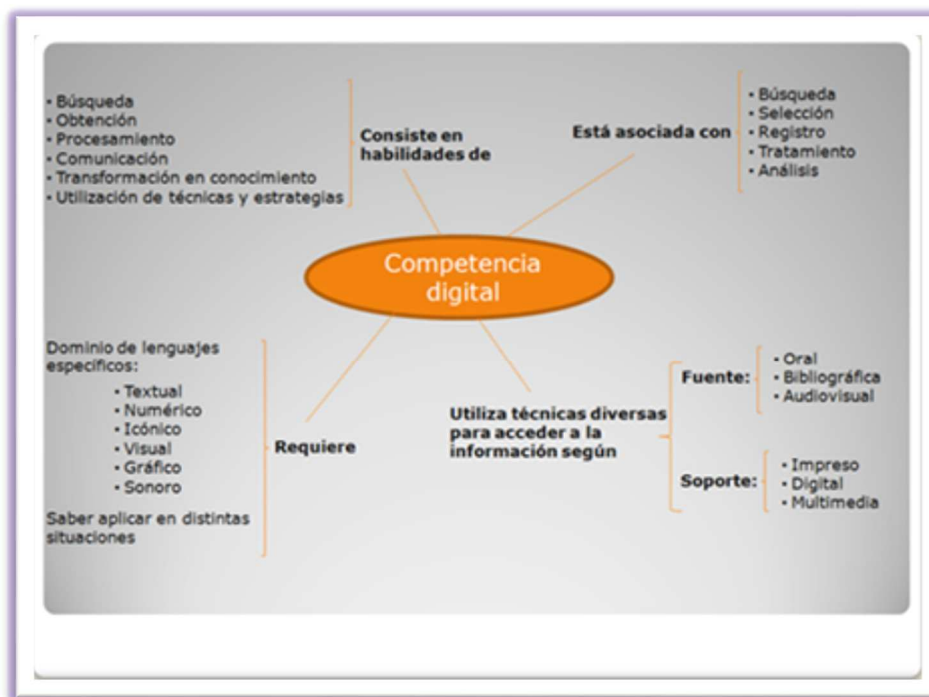 • Búsqueda
• Obtención
• Procesamiento
• Comunicación
• Transformación en conocimiento
• Utilización de técnicas y estrategias
Consiste en
habilidades de
Está asociada con
• Búsqueda
• Selección
• Registro
• Tratamiento
• Análisis
Competencia
digital
Dominio de lenguajes
específicos:
• Textual
• Numérico
• Icónico
• Visual
• Gráfico
• Sonoro
Saber aplicar en distintas
situaciones
Requiere
Utiliza técnicas diversas
para acceder a la
información según
Fuente:
• Oral
• Bibliográfica
• Audiovisual
Soporte:
• Impreso
• Digital
• Multimedia